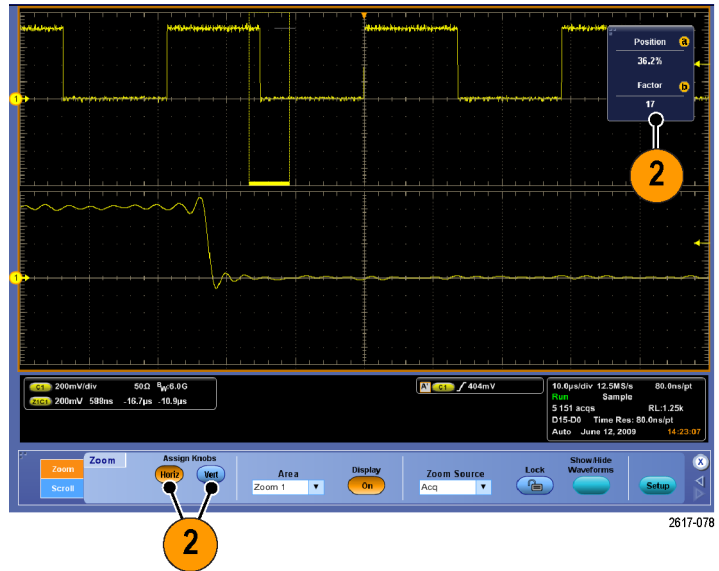 Position a
36.2%
Factor b
17
2
1
1
C1 200mV/div 50Ω BW:6.0G
Z1C1 200mV 588ns -16.7µs -10.9µs
A' C1 404mV
10.0µs/div 12.5MS/s 80.0ns/pt
Run Sample
5 151 acqs RL:1.25k
D15-D0 Time Res: 80.0ns/pt
Auto June 12, 2009 14:23:07
Zoom
Scroll
Zoom
Assign Knobs
Horiz Vert
Area
Zoom 1
Display
On
Zoom Source
Acq
Lock
Show/Hide
Waveforms
Setup
X
2
2617-078